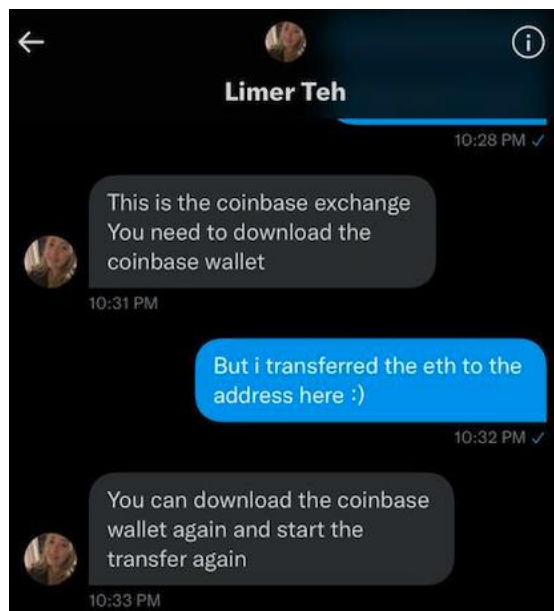 Limer Teh
10:28 PM ✓
This is the coinbase exchange
You need to download the
coinbase wallet
10:31 PM
But i transferred the eth to the
address here :)
10:32 PM ✓
You can download the coinbase
wallet again and start the
transfer again
10:33 PM